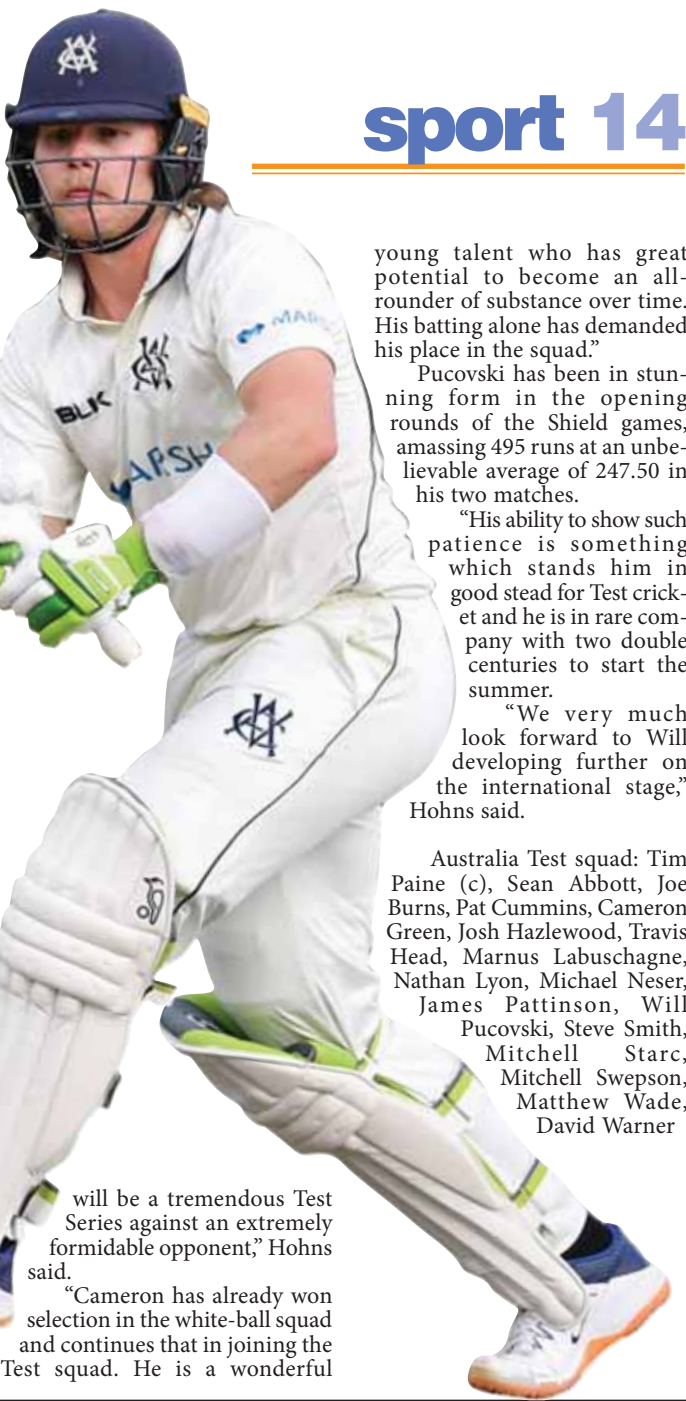 sport 14
BLK
MARSH
will be a tremendous Test
Series against an extremely
formidable opponent,” Hohns
said.
“Cameron has already won
selection in the white-ball squad
and continues that in joining the
Test squad. He is a wonderful
young talent who has great
potential to become an all-
rounder of substance over time.
His batting alone has demanded
his place in the squad.”
Pucovski has been in stun-
ning form in the opening
rounds of the Shield games,
amassing 495 runs at an unbe-
lievable average of 247.50 in
his two matches.
“His ability to show such
patience is something
which stands him in
good stead for Test crick-
et and he is in rare com-
pany with two double
centuries to start the
summer.
“We very much
look forward to Will
developing further on
the international stage,”
Hohns said.
Australia Test squad: Tim
Paine (c), Sean Abbott, Joe
Burns, Pat Cummins, Cameron
Green, Josh Hazlewood, Travis
Head, Marnus Labuschagne,
Nathan Lyon, Michael Neser,
James Pattinson, Will
Pucovski, Steve Smith,
Mitchell Starc,
Mitchell Swepson,
Matthew Wade,
David Warner